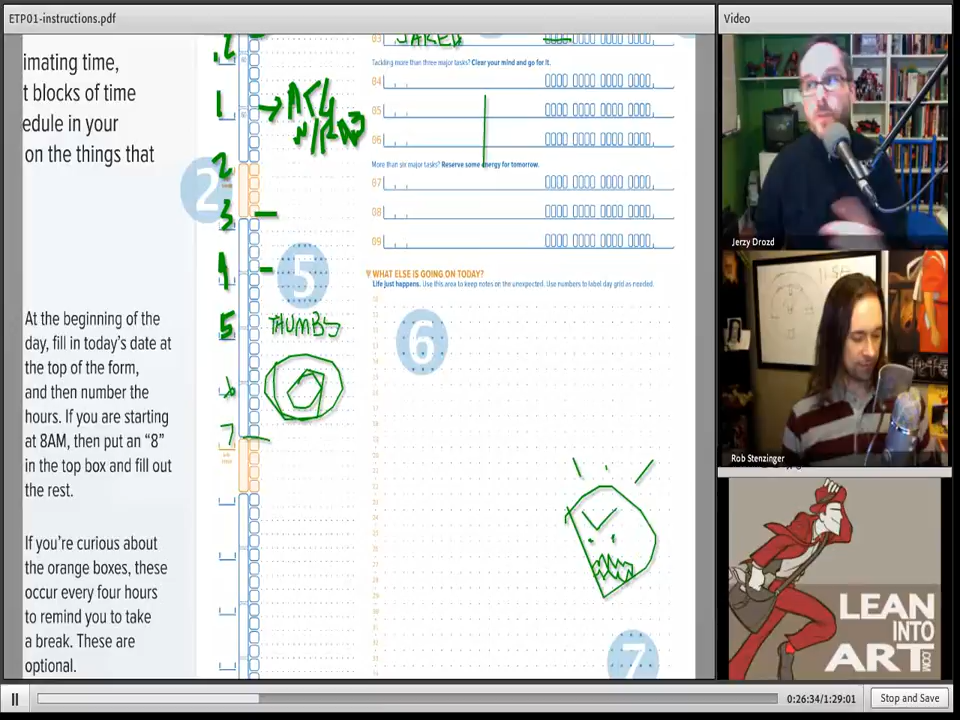 ETP01-instructions.pdf
Video
imating time,
t blocks of time
edule in your
on the things that
At the beginning of the
day, fill in today's date at
the top of the form,
and then number the
hours. If you are starting
at 8AM, then put an "8"
in the top box and fill out
the rest.
If you're curious about
the orange boxes, these
occur every four hours
to remind you to take
a break. These are
optional.
1
2
3
4
5
6
7
2
5
THUMBS
03 JARED
Tackling more than three major tasks? Clear your mind and go for it.
04
05
06
More than six major tasks? Reserve some energy for tomorrow.
07
08
09
WHAT ELSE IS GOING ON TODAY?
Life just happens. Use this area to keep notes on the unexpected. Use numbers to label day grid as needed.
6
7
Jerzy Drozd
Rob Stenzinger
LEAN
INTO
ART.COM
0:26:34/1:29:01
Stop and Save